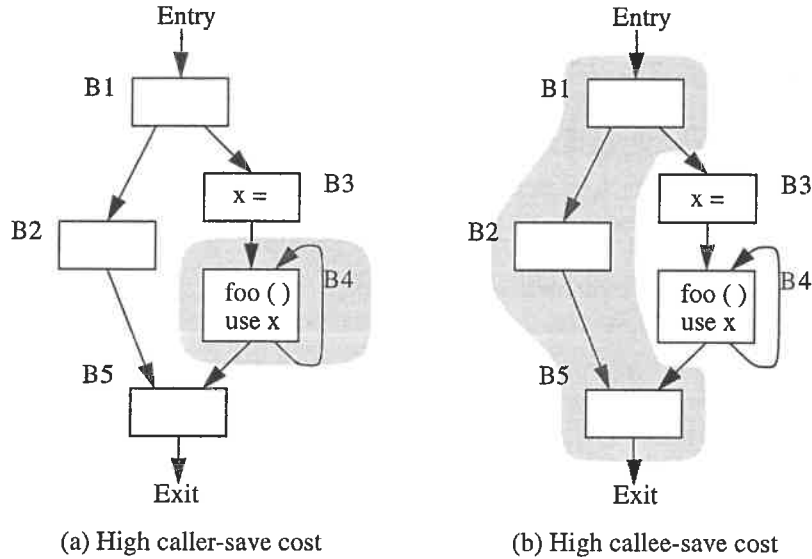 Entry
B1
B3
x =
B2
B4
foo ( )
use x
B5
Exit
(a) High caller-save cost
Entry
B1
B3
x =
B2
B4
foo ( )
use x
B5
Exit
(b) High callee-save cost